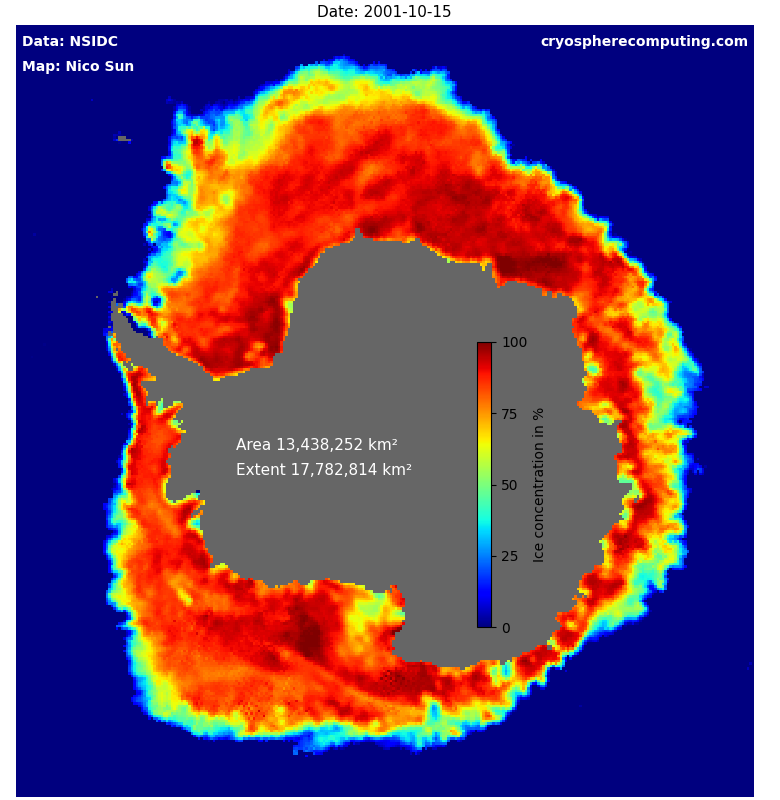 Date: 2001-10-15
Data: NSIDC
cryospherecomputing.com
Map: Nico Sun
100
75
50
25
0
Ice concentration in %
Area 13,438,252 km²
Extent 17,782,814 km²